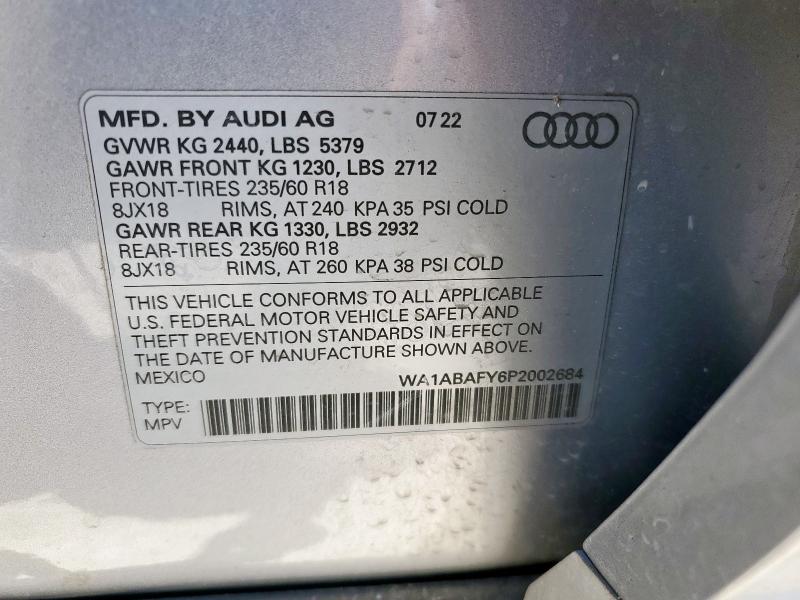 MFD. BY AUDI AG 07 22
GVWR KG 2440, LBS 5379
GAWR FRONT KG 1230, LBS 2712
FRONT-TIRES 235/60 R18
8JX18 RIMS, AT 240 KPA 35 PSI COLD
GAWR REAR KG 1330, LBS 2932
REAR-TIRES 235/60 R18
8JX18 RIMS, AT 260 KPA 38 PSI COLD
THIS VEHICLE CONFORMS TO ALL APPLICABLE
U.S. FEDERAL MOTOR VEHICLE SAFETY AND
THEFT PREVENTION STANDARDS IN EFFECT ON
THE DATE OF MANUFACTURE SHOWN ABOVE.
MEXICO WA1ABAFY6P2002684
TYPE:
MPV